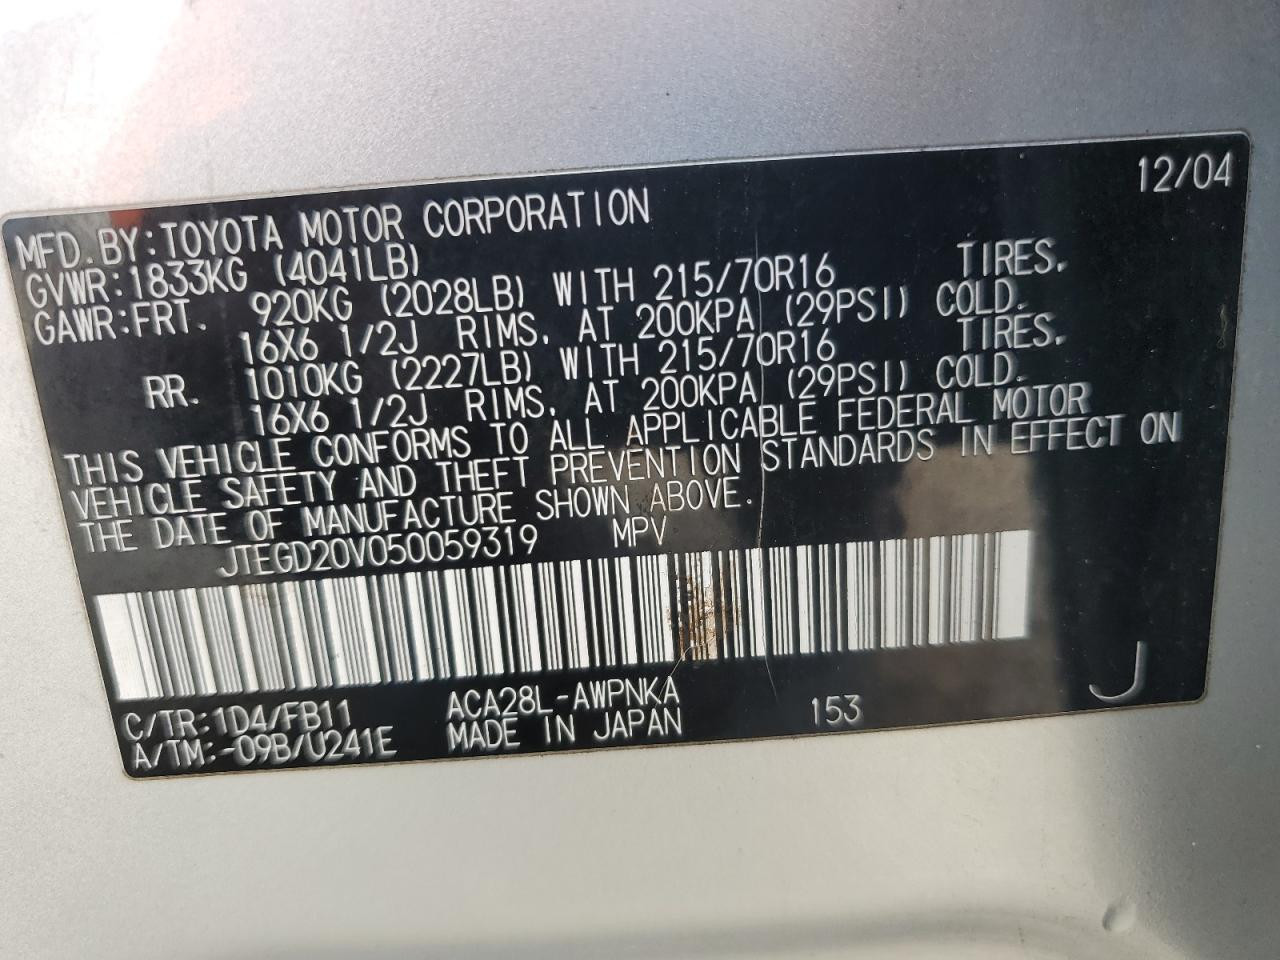 12/04
MFD. BY: TOYOTA MOTOR CORPORATION
GVWR: 1833KG (4041LB)
GAWR: FRT. 920KG (2028LB) WITH 215/70R16 TIRES,
16X6 1/2J RIMS, AT 200KPA (29PSI) COLD.
RR. 1010KG (2227LB) WITH 215/70R16 TIRES,
16X6 1/2J RIMS, AT 200KPA (29PSI) COLD.
THIS VEHICLE CONFORMS TO ALL APPLICABLE FEDERAL MOTOR
VEHICLE SAFETY AND THEFT PREVENTION STANDARDS IN EFFECT ON
THE DATE OF MANUFACTURE SHOWN ABOVE.
JTEGD20V050059319 MPV
C/TR: 1D4/FB11 ACA28L-AWPNKA 153 J
A/TM: -09B/U241E MADE IN JAPAN